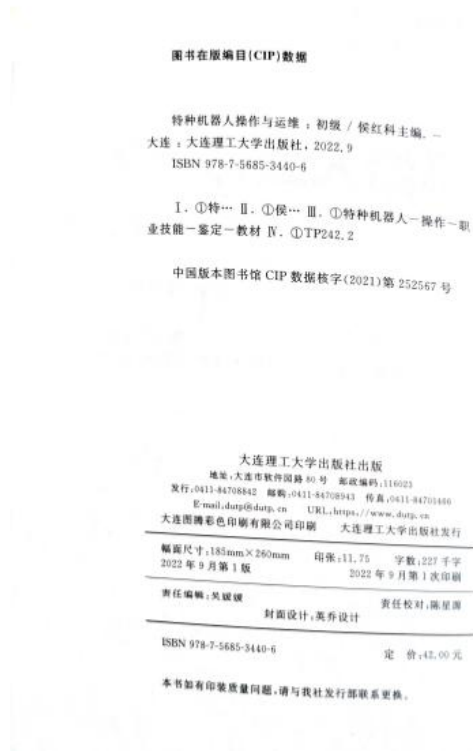 图书在版编目(CIP)数据
特种机器人操作与运维：初级 / 侯红科主编. —
大连：大连理工大学出版社，2022.9
ISBN 978-7-5685-3440-6
Ⅰ. ①特… Ⅱ. ①侯… Ⅲ. ①特种机器人－操作－职
业技能－鉴定－教材 Ⅳ. ①TP242.2
中国版本图书馆 CIP 数据核字(2021)第 252567 号
大连理工大学出版社出版
地址：大连市软件园路 80 号 邮政编码：116023
发行：0411-84708842 邮购：0411-84708943 传真：0411-84701466
E-mail:dutp@dutp.cn URL:https://www.dutp.cn
大连图腾彩色印刷有限公司印刷 大连理工大学出版社发行
幅面尺寸：185mm×260mm 印张：11.75 字数：227 千字
2022 年 9 月第 1 版 2022 年 9 月第 1 次印刷
责任编辑：吴媛媛 责任校对：陈星源
封面设计：英乔设计
ISBN 978-7-5685-3440-6 定 价：42.00 元
本书如有印装质量问题，请与我社发行部联系更换。